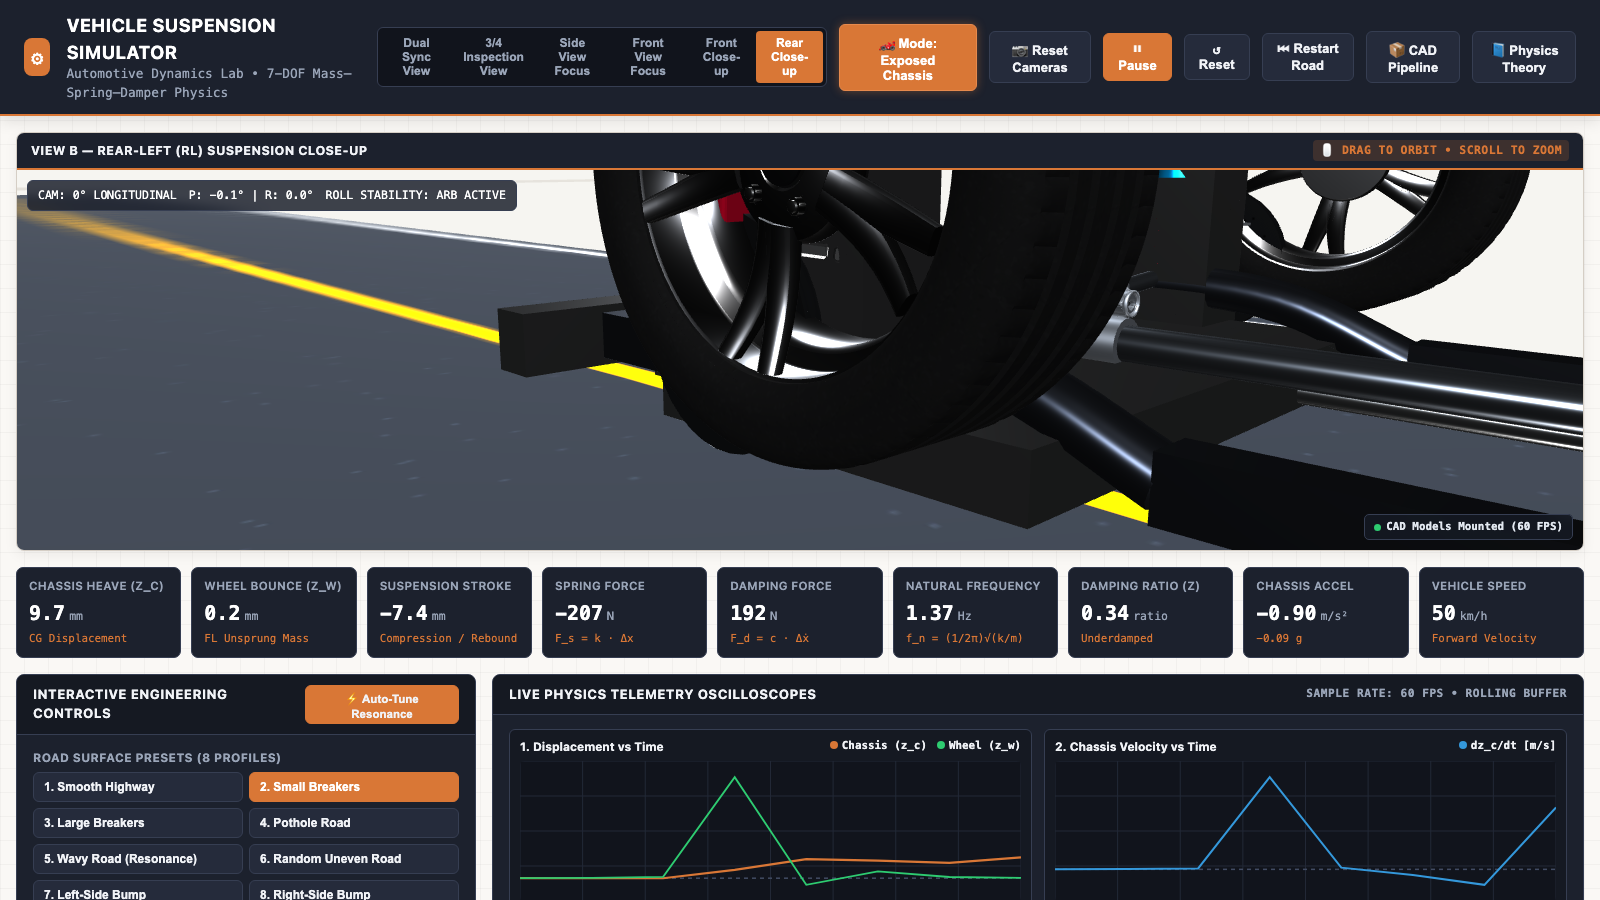 VEHICLE SUSPENSION
SIMULATOR
Automotive Dynamics Lab • 7-DOF Mass–
Spring–Damper Physics
Dual
Sync
View
3/4
Inspection
View
Side
View
Focus
Front
View
Focus
Front
Close-
up
Rear
Close-
up
Mode:
Exposed
Chassis
Reset
Cameras
Pause
Reset
Restart
Road
CAD
Pipeline
Physics
Theory
VIEW B — REAR-LEFT (RL) SUSPENSION CLOSE-UP
DRAG TO ORBIT • SCROLL TO ZOOM
CAM: 0° LONGITUDINAL P: −0.1° | R: 0.0° ROLL STABILITY: ARB ACTIVE
CAD Models Mounted (60 FPS)
CHASSIS HEAVE (Z_C)
9.7 mm
CG Displacement
WHEEL BOUNCE (Z_W)
0.2 mm
FL Unsprung Mass
SUSPENSION STROKE
−7.4 mm
Compression / Rebound
SPRING FORCE
−207 N
F_s = k · Δx
DAMPING FORCE
192 N
F_d = c · Δẋ
NATURAL FREQUENCY
1.37 Hz
f_n = (1/2π)√(k/m)
DAMPING RATIO (Ζ)
0.34 ratio
Underdamped
CHASSIS ACCEL
−0.90 m/s²
−0.09 g
VEHICLE SPEED
50 km/h
Forward Velocity
INTERACTIVE ENGINEERING
CONTROLS
⚡ Auto-Tune
Resonance
ROAD SURFACE PRESETS (8 PROFILES)
1. Smooth Highway
2. Small Breakers
3. Large Breakers
4. Pothole Road
5. Wavy Road (Resonance)
6. Random Uneven Road
7. Left-Side Bump
8. Right-Side Bump
LIVE PHYSICS TELEMETRY OSCILLOSCOPES
SAMPLE RATE: 60 FPS • ROLLING BUFFER
1. Displacement vs Time
Chassis (z_c)
Wheel (z_w)
2. Chassis Velocity vs Time
dz_c/dt [m/s]